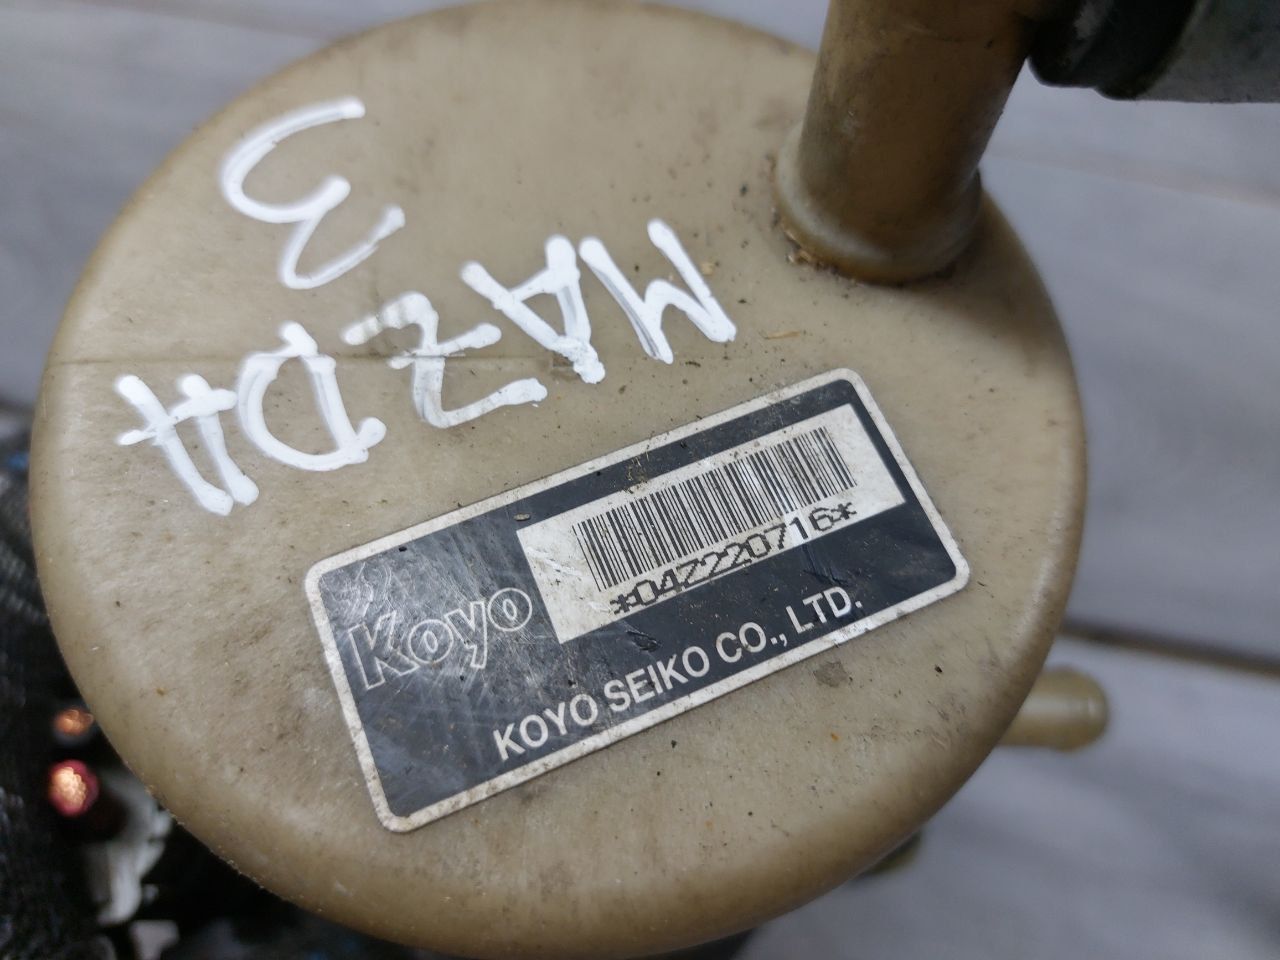 MAZDA
3
*04Z220716*
Koyo
KOYO SEIKO CO., LTD.